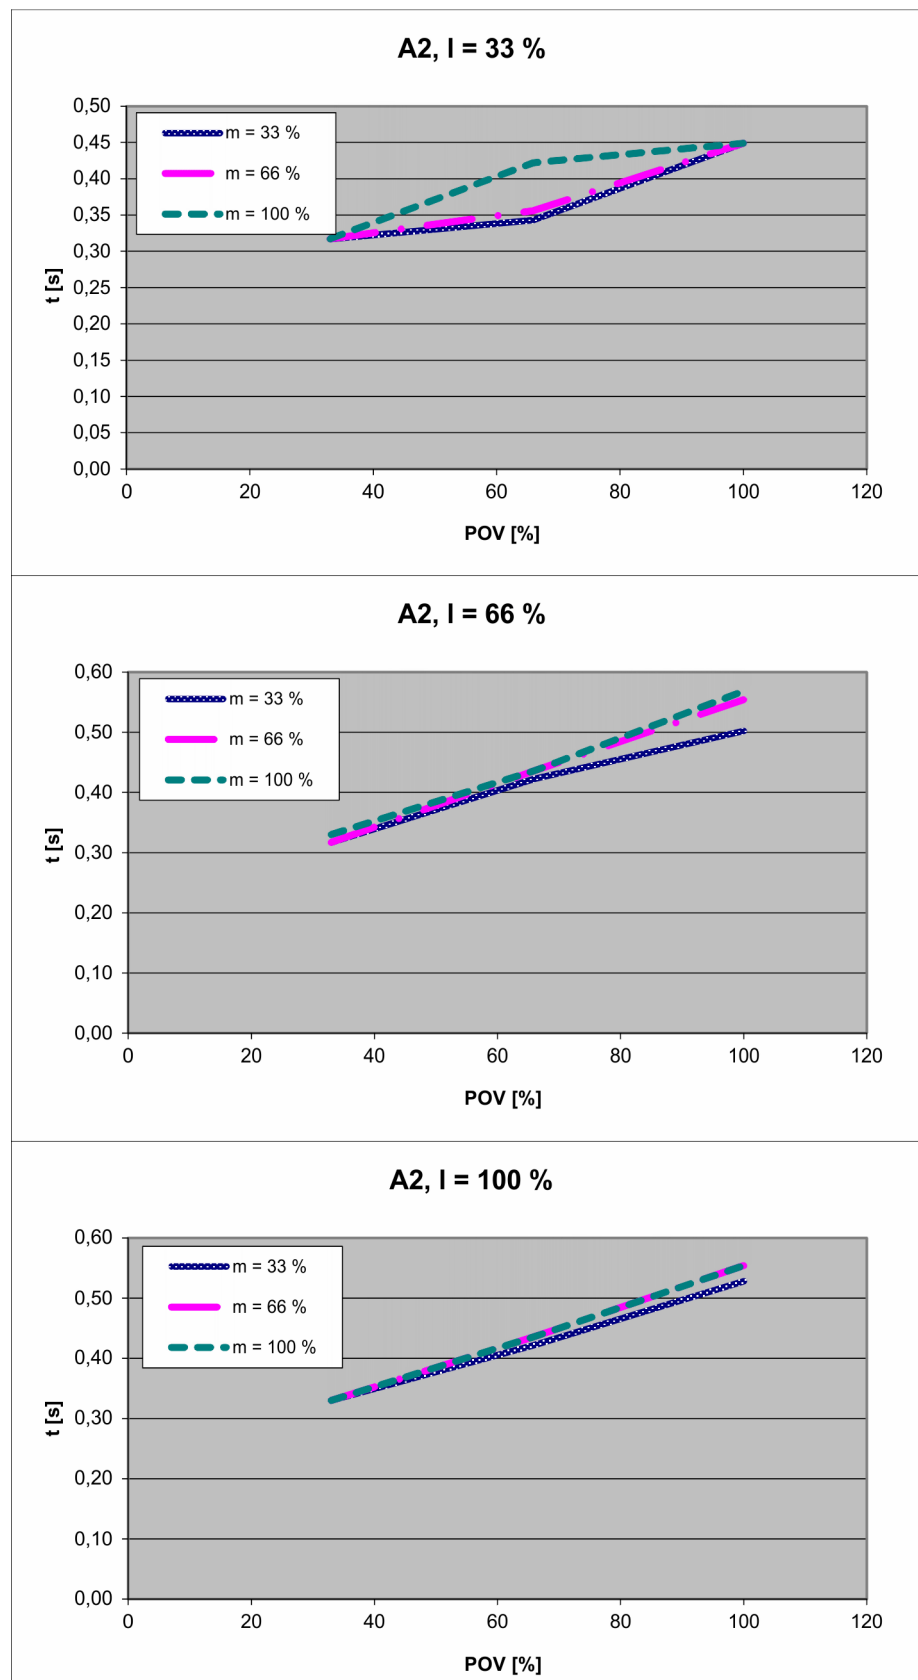 A2, l = 33 %
0,50
0,45
0,40
0,35
0,30
0,25
0,20
0,15
0,10
0,05
0,00
t [s]
m = 33 %
m = 66 %
m = 100 %
0 20 40 60 80 100 120
POV [%]
A2, l = 66 %
0,60
0,50
0,40
0,30
0,20
0,10
0,00
t [s]
m = 33 %
m = 66 %
m = 100 %
0 20 40 60 80 100 120
POV [%]
A2, l = 100 %
0,60
0,50
0,40
0,30
0,20
0,10
0,00
t [s]
m = 33 %
m = 66 %
m = 100 %
0 20 40 60 80 100 120
POV [%]